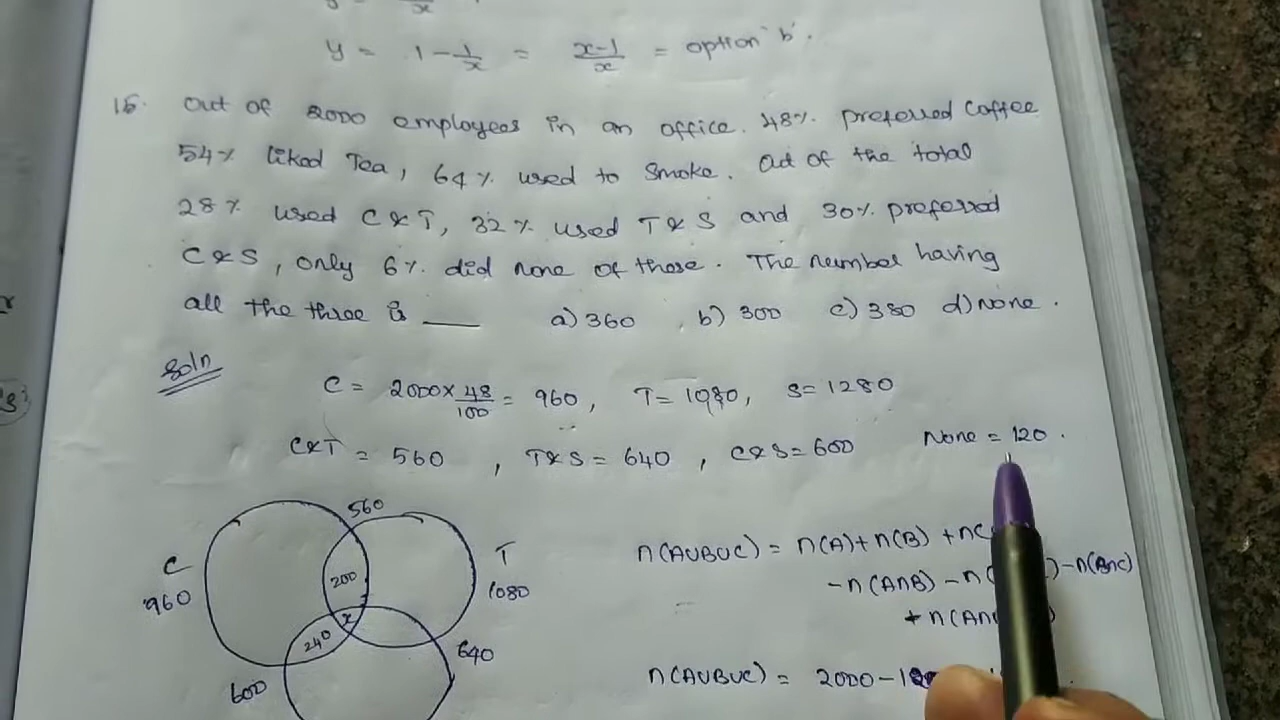 y = 1 - 1/x = x-1/x = option 'b'.
15. Out of 2000 employees in an office. 48% preferred Coffee
54% liked Tea, 64% used to smoke. Out of the total
28% used C & T, 32% used T & S and 30% preferred
C & S, only 6% did none of these. The number having
all the three is ___ a) 360 , b) 300 c) 380 d) none.
Soln
C = 2000 × 48/100 = 960, T = 1080, S = 1280
C&T = 560 , T&S = 640 , C&S = 600 None = 120.
560
C
960
200
T
1080
x
240
640
600
n(AUBUC) = n(A) + n(B) +
- n(A∩B) - - n(B∩C)
+
n(AUBUC) = 2000 -